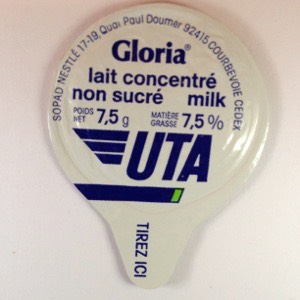 SOPAD NESTLÉ 17-19, Quai Paul Doumer 92415 COURBEVOIE CEDEX
Gloria®
lait concentré
non sucré milk
POIDS NET 7,5 g MATIÈRE GRASSE 7,5 %
UTA
TIREZ ICI